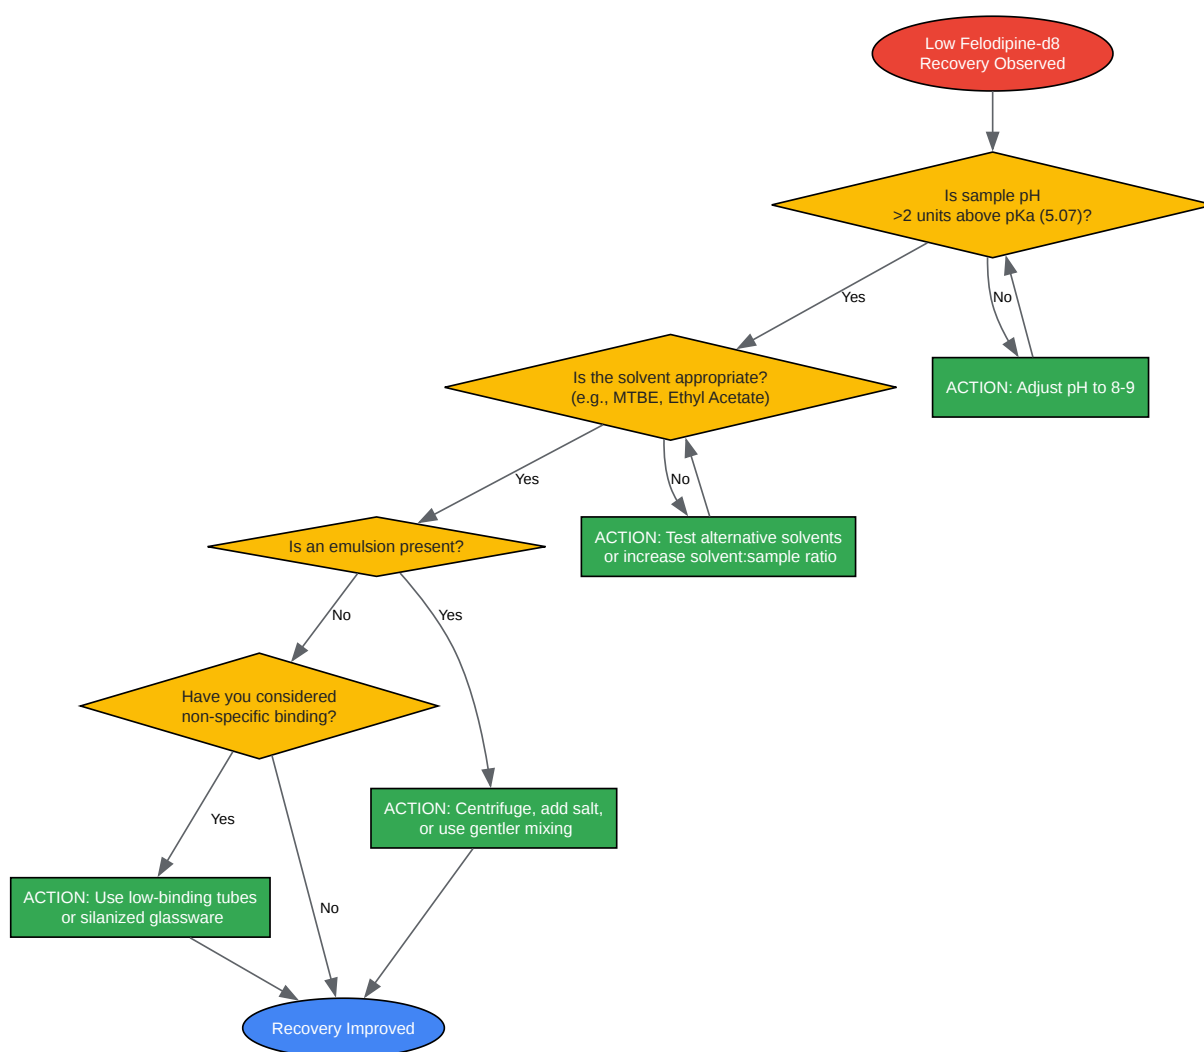 Low Felodipine-d8
Recovery Observed
Is sample pH
>2 units above pKa (5.07)?
Yes
No
Is the solvent appropriate?
(e.g., MTBE, Ethyl Acetate)
ACTION: Adjust pH to 8-9
Yes
No
Is an emulsion present?
ACTION: Test alternative solvents
or increase solvent:sample ratio
No
Yes
Have you considered
non-specific binding?
Yes
ACTION: Centrifuge, add salt,
or use gentler mixing
ACTION: Use low-binding tubes
or silanized glassware
No
Recovery Improved